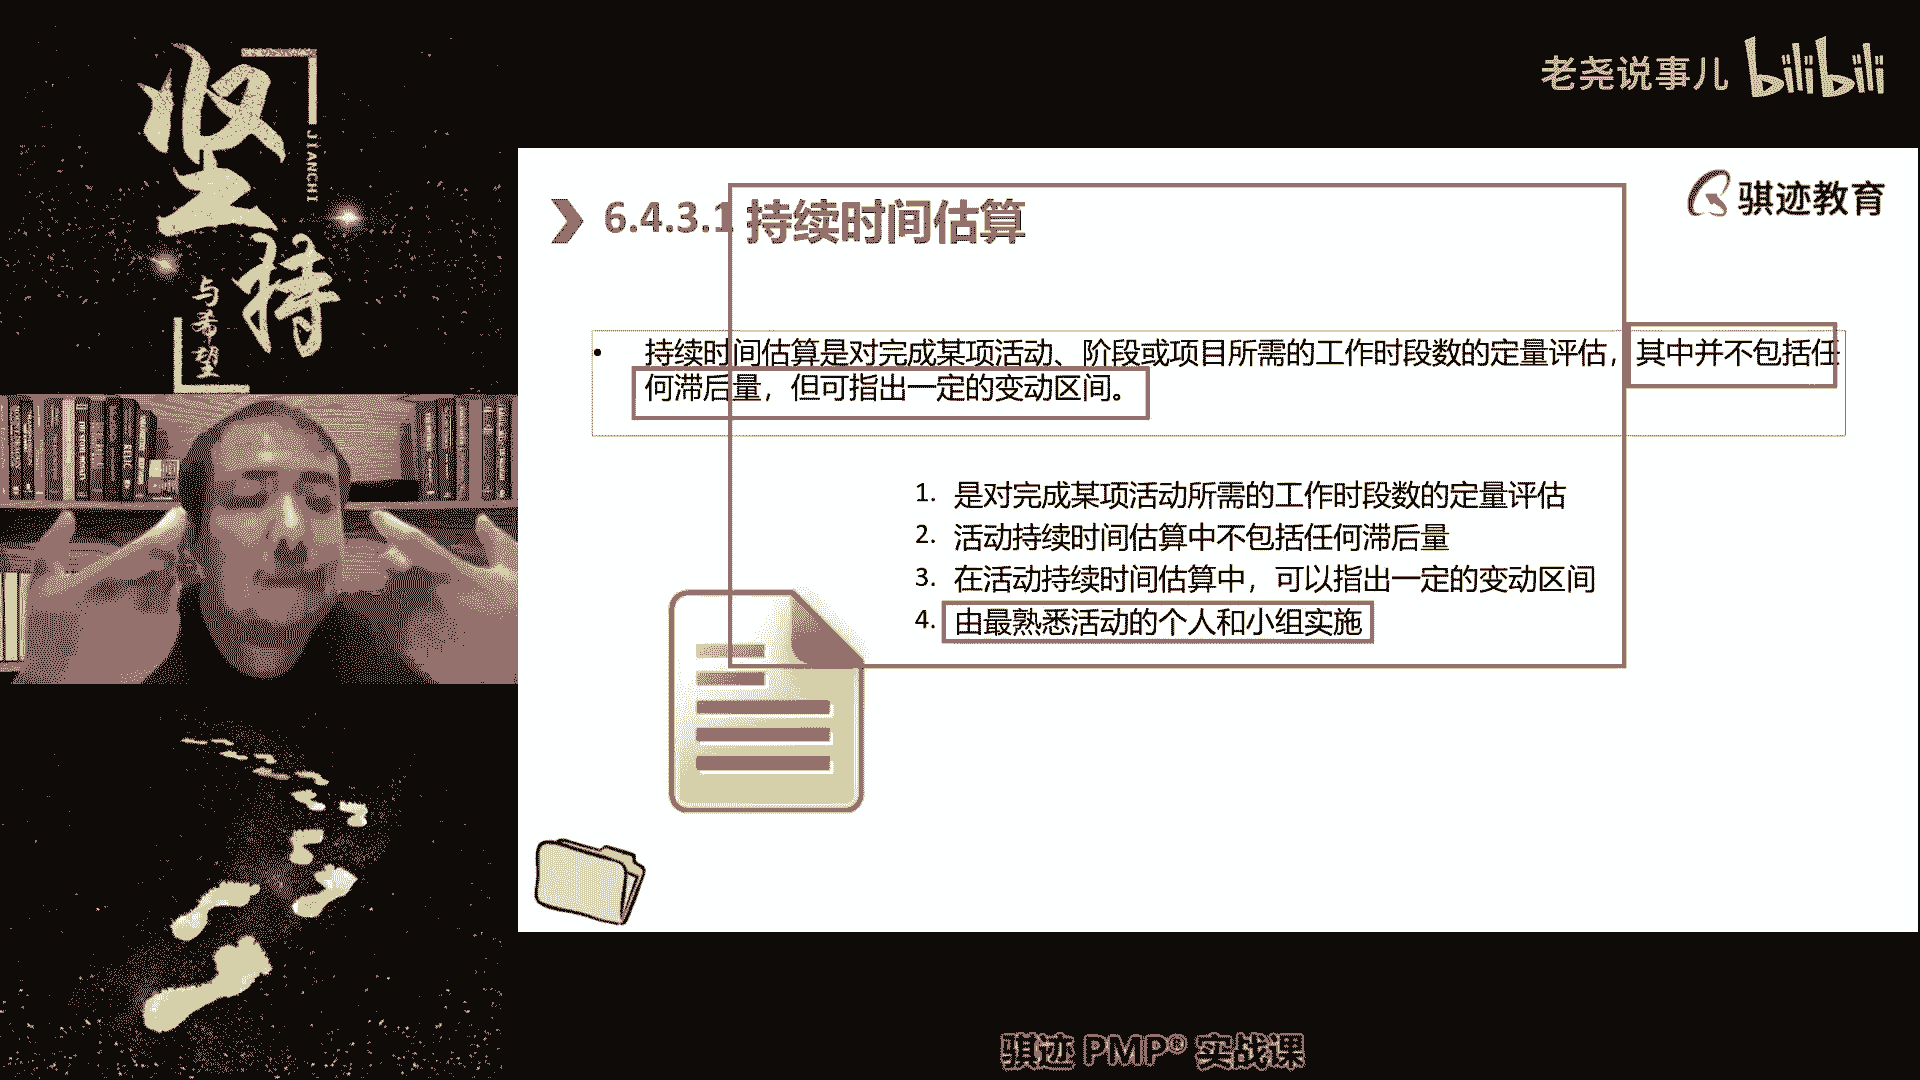 坚持
JIANCHI
与希望
老尧说事儿 bilibili
骐迹教育
6.4.3.1 持续时间估算
• 持续时间估算是对完成某项活动、阶段或项目所需的工作时段数的定量评估，其中并不包括任
何滞后量，但可指出一定的变动区间。
1. 是对完成某项活动所需的工作时段数的定量评估
2. 活动持续时间估算中不包括任何滞后量
3. 在活动持续时间估算中，可以指出一定的变动区间
4. 由最熟悉活动的个人和小组实施
骐迹 PMP® 实战课